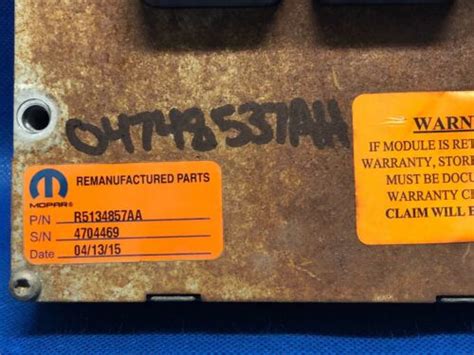 04748537AH
REMANUFACTURED PARTS
MOPAR®
P/N R5134857AA
S/N 4704469
Date 04/13/15
WARN
IF MODULE IS RET
WARRANTY, STORE
MUST BE DOCU
WARRANTY C
CLAIM WILL